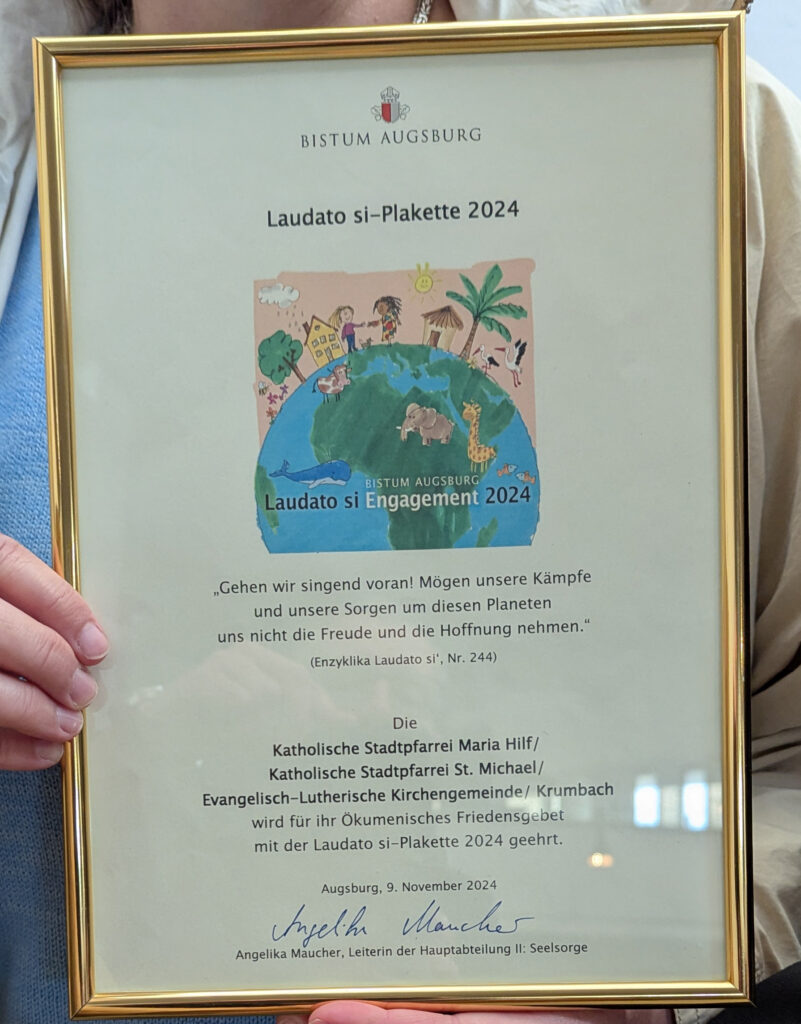 BISTUM AUGSBURG
Laudato si-Plakette 2024
BISTUM AUGSBURG
Laudato si Engagement 2024
„Gehen wir singend voran! Mögen unsere Kämpfe
und unsere Sorgen um diesen Planeten
uns nicht die Freude und die Hoffnung nehmen.“
(Enzyklika Laudato si‘, Nr. 244)
Die
Katholische Stadtpfarrei Maria Hilf/
Katholische Stadtpfarrei St. Michael/
Evangelisch-Lutherische Kirchengemeinde/ Krumbach
wird für ihr Ökumenisches Friedensgebet
mit der Laudato si-Plakette 2024 geehrt.
Augsburg, 9. November 2024
Angelika Maucher
Angelika Maucher, Leiterin der Hauptabteilung II: Seelsorge